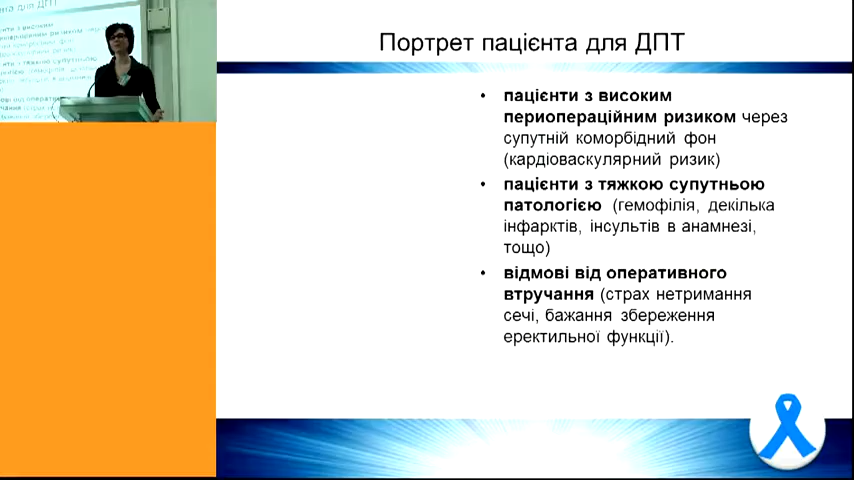 Портрет пацієнта для ДПТ
• пацієнти з високим
периопераційним ризиком через
супутній коморбідний фон
(кардіоваскулярний ризик)
• пацієнти з тяжкою супутньою
патологією (гемофілія, декілька
інфарктів, інсультів в анамнезі,
тощо)
• відмові від оперативного
втручання (страх нетримання
сечі, бажання збереження
еректильної функції).